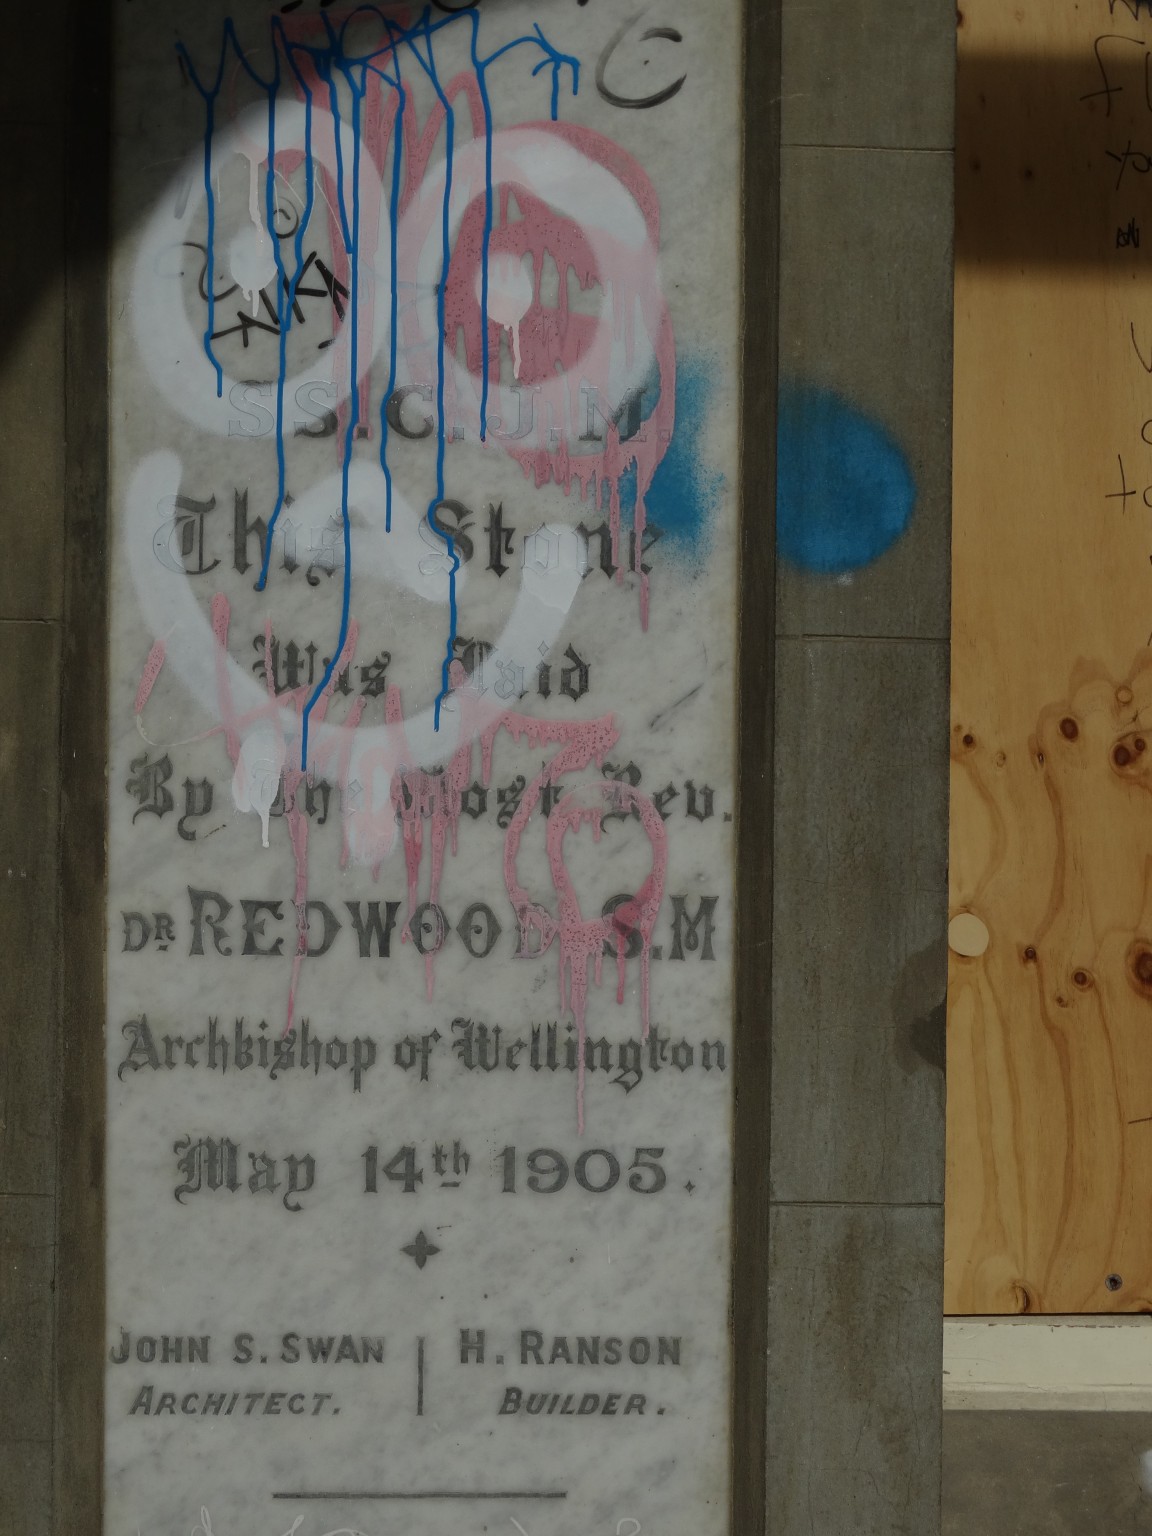 SS.C.J.M.
This Stone
Was Laid
By The Most Rev.
DR REDWOOD S.M
Archbishop of Wellington
May 14th 1905.
JOHN S. SWAN | H. RANSON
ARCHITECT. | BUILDER.